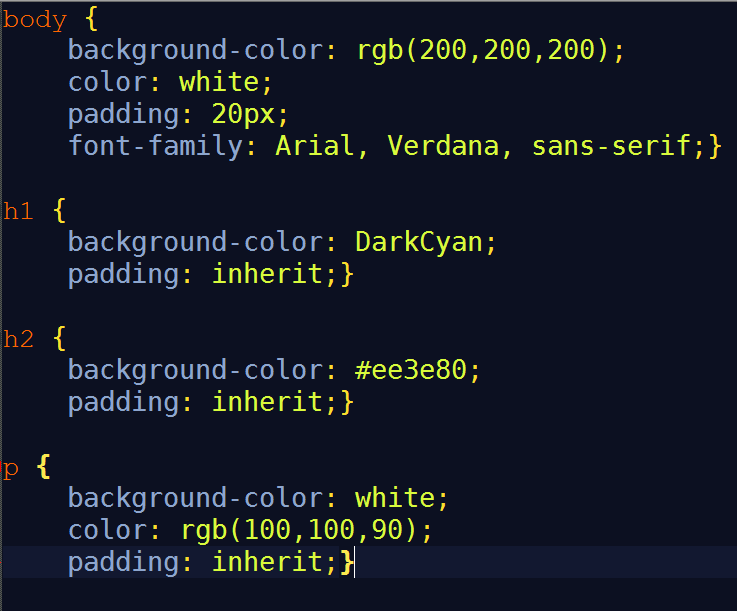 body {
    background-color: rgb(200,200,200);
    color: white;
    padding: 20px;
    font-family: Arial, Verdana, sans-serif;}
h1 {
    background-color: DarkCyan;
    padding: inherit;}
h2 {
    background-color: #ee3e80;
    padding: inherit;}
p {
    background-color: white;
    color: rgb(100,100,90);
    padding: inherit;}